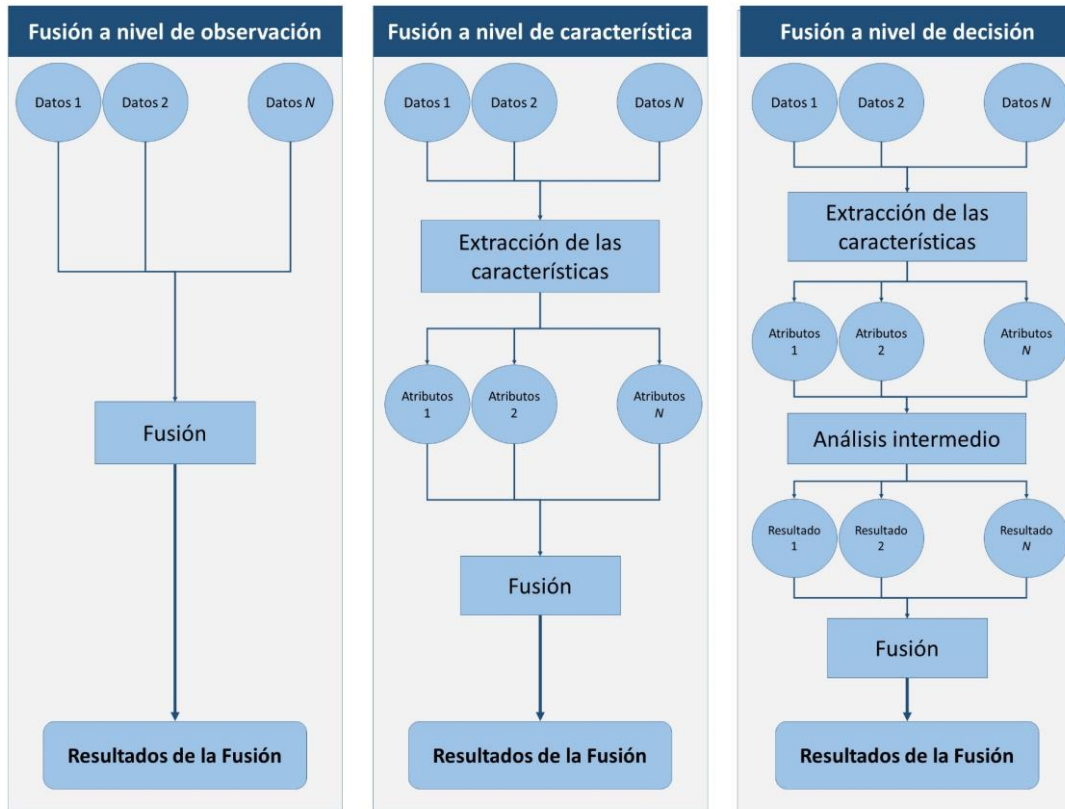 Fusión a nivel de observación
Datos 1
Datos 2
Datos N
Fusión
Resultados de la Fusión
Fusión a nivel de característica
Datos 1
Datos 2
Datos N
Extracción de las
características
Atributos
1
Atributos
2
Atributos
N
Fusión
Resultados de la Fusión
Fusión a nivel de decisión
Datos 1
Datos 2
Datos N
Extracción de las
características
Atributos
1
Atributos
2
Atributos
N
Análisis intermedio
Resultado
1
Resultado
2
Resultado
N
Fusión
Resultados de la Fusión